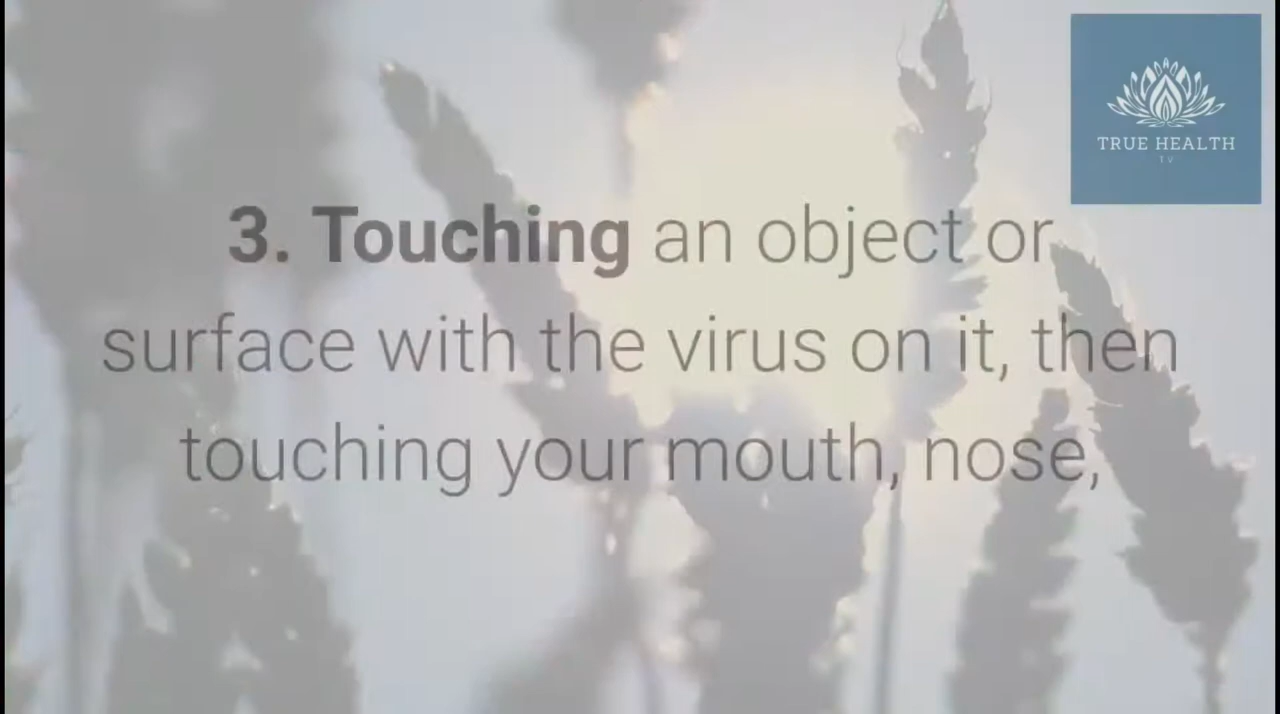 TRUE HEALTH
TV
3. Touching an object or
surface with the virus on it, then
touching your mouth, nose,